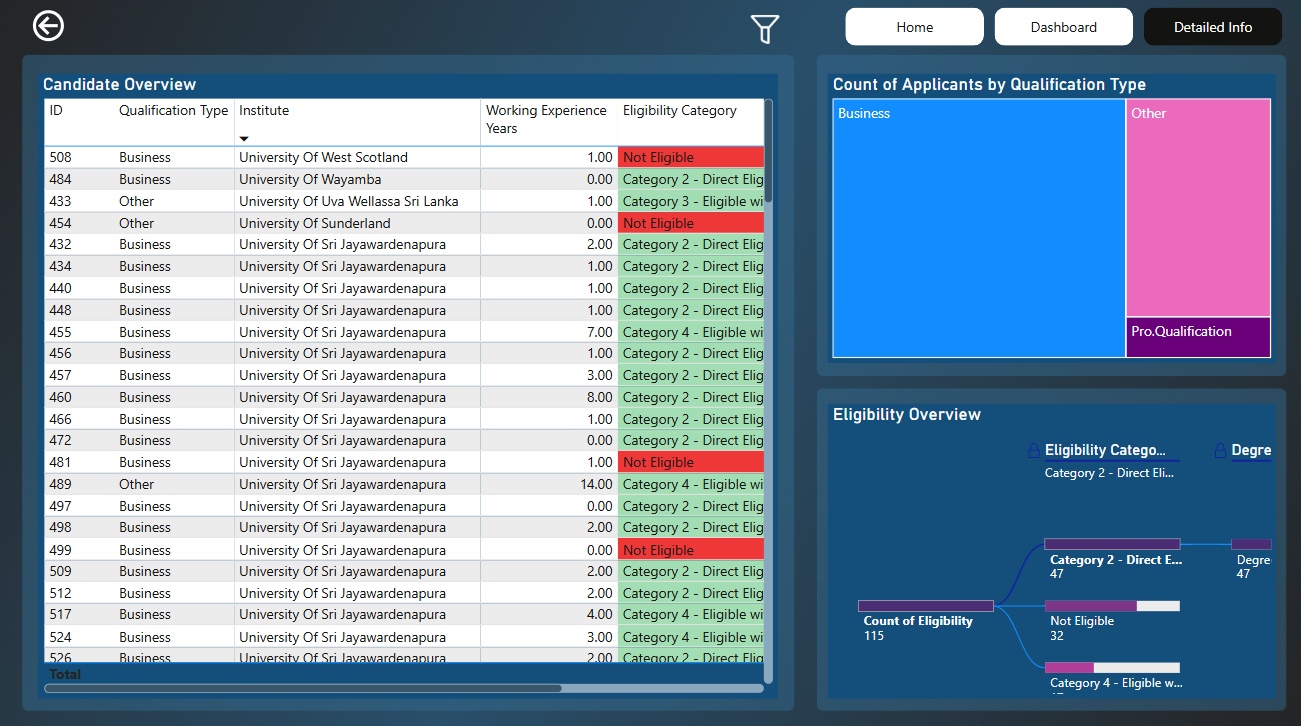 Home
Dashboard
Detailed Info
Candidate Overview
ID Qualification Type Institute Working Experience Years Eligibility Category
508 Business University Of West Scotland 1.00 Not Eligible
484 Business University Of Wayamba 0.00 Category 2 - Direct Elig
433 Other University Of Uva Wellassa Sri Lanka 1.00 Category 3 - Eligible wi
454 Other University Of Sunderland 0.00 Not Eligible
432 Business University Of Sri Jayawardenapura 2.00 Category 2 - Direct Elig
434 Business University Of Sri Jayawardenapura 1.00 Category 2 - Direct Elig
440 Business University Of Sri Jayawardenapura 1.00 Category 2 - Direct Elig
448 Business University Of Sri Jayawardenapura 1.00 Category 2 - Direct Elig
455 Business University Of Sri Jayawardenapura 7.00 Category 4 - Eligible wi
456 Business University Of Sri Jayawardenapura 1.00 Category 2 - Direct Elig
457 Business University Of Sri Jayawardenapura 3.00 Category 2 - Direct Elig
460 Business University Of Sri Jayawardenapura 8.00 Category 2 - Direct Elig
466 Business University Of Sri Jayawardenapura 1.00 Category 2 - Direct Elig
472 Business University Of Sri Jayawardenapura 0.00 Category 2 - Direct Elig
481 Business University Of Sri Jayawardenapura 1.00 Not Eligible
489 Other University Of Sri Jayawardenapura 14.00 Category 4 - Eligible wi
497 Business University Of Sri Jayawardenapura 0.00 Category 2 - Direct Elig
498 Business University Of Sri Jayawardenapura 2.00 Category 2 - Direct Elig
499 Business University Of Sri Jayawardenapura 0.00 Not Eligible
509 Business University Of Sri Jayawardenapura 2.00 Category 2 - Direct Elig
512 Business University Of Sri Jayawardenapura 2.00 Category 2 - Direct Elig
517 Business University Of Sri Jayawardenapura 4.00 Category 4 - Eligible wi
524 Business University Of Sri Jayawardenapura 3.00 Category 4 - Eligible wi
526 Business University Of Sri Jayawardenapura 2.00 Category 2 - Direct Elig
Total
Count of Applicants by Qualification Type
Business
Other
Pro.Qualification
Eligibility Overview
Eligibility Catego...
Category 2 - Direct Eli...
Degre
Category 2 - Direct E...
47
Degre
47
Count of Eligibility
115
Not Eligible
32
Category 4 - Eligible w...